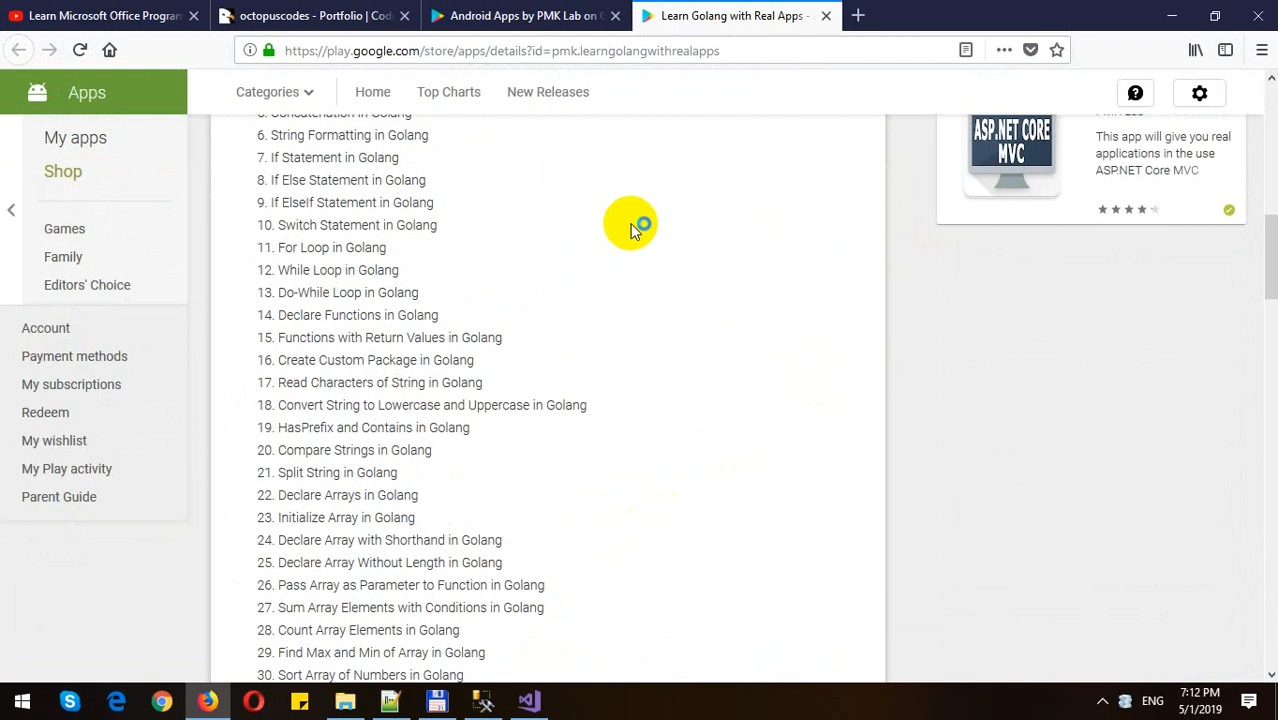 Learn Microsoft Office Program
octopuscodes - Portfolio | Cod
Android Apps by PMK Lab on G
Learn Golang with Real Apps -
https://play.google.com/store/apps/details?id=pmk.learngolangwithrealapps
Apps
Categories
Home
Top Charts
New Releases
My apps
Shop
Games
Family
Editors' Choice
Account
Payment methods
My subscriptions
Redeem
My wishlist
My Play activity
Parent Guide
5. Concatenation in Golang
6. String Formatting in Golang
7. If Statement in Golang
8. If Else Statement in Golang
9. If ElseIf Statement in Golang
10. Switch Statement in Golang
11. For Loop in Golang
12. While Loop in Golang
13. Do-While Loop in Golang
14. Declare Functions in Golang
15. Functions with Return Values in Golang
16. Create Custom Package in Golang
17. Read Characters of String in Golang
18. Convert String to Lowercase and Uppercase in Golang
19. HasPrefix and Contains in Golang
20. Compare Strings in Golang
21. Split String in Golang
22. Declare Arrays in Golang
23. Initialize Array in Golang
24. Declare Array with Shorthand in Golang
25. Declare Array Without Length in Golang
26. Pass Array as Parameter to Function in Golang
27. Sum Array Elements with Conditions in Golang
28. Count Array Elements in Golang
29. Find Max and Min of Array in Golang
30. Sort Array of Numbers in Golang
ASP.NET CORE
MVC
This app will give you real
applications in the use
ASP.NET Core MVC
ENG
7:12 PM
5/1/2019